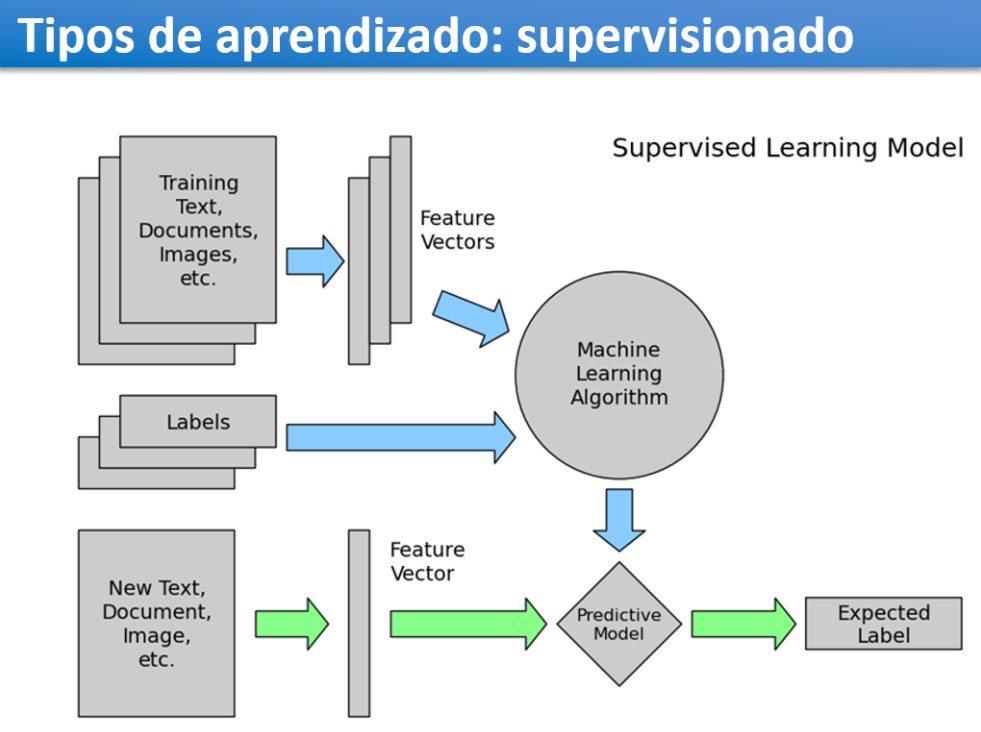 Tipos de aprendizado: supervisionado
Supervised Learning Model
Training
Text,
Documents,
Images,
etc.
Feature
Vectors
Machine
Learning
Algorithm
Labels
New Text,
Document,
Image,
etc.
Feature
Vector
Predictive
Model
Expected
Label